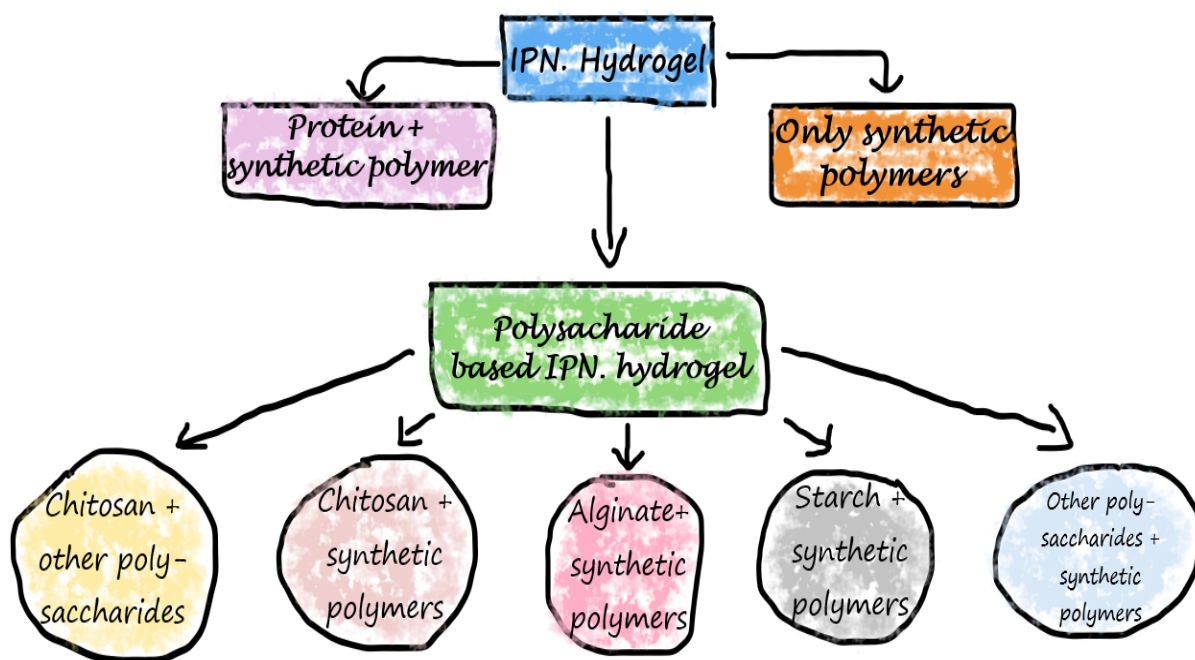 IPN. Hydrogel
Protein +
synthetic polymer
Only synthetic
polymers
Polysacharide
based IPN. hydrogel
Chitosan +
other poly-
saccharides
Chitosan +
synthetic
polymers
Alginate+
synthetic
polymers
Starch +
synthetic
polymers
Other poly-
saccharides +
synthetic
polymers